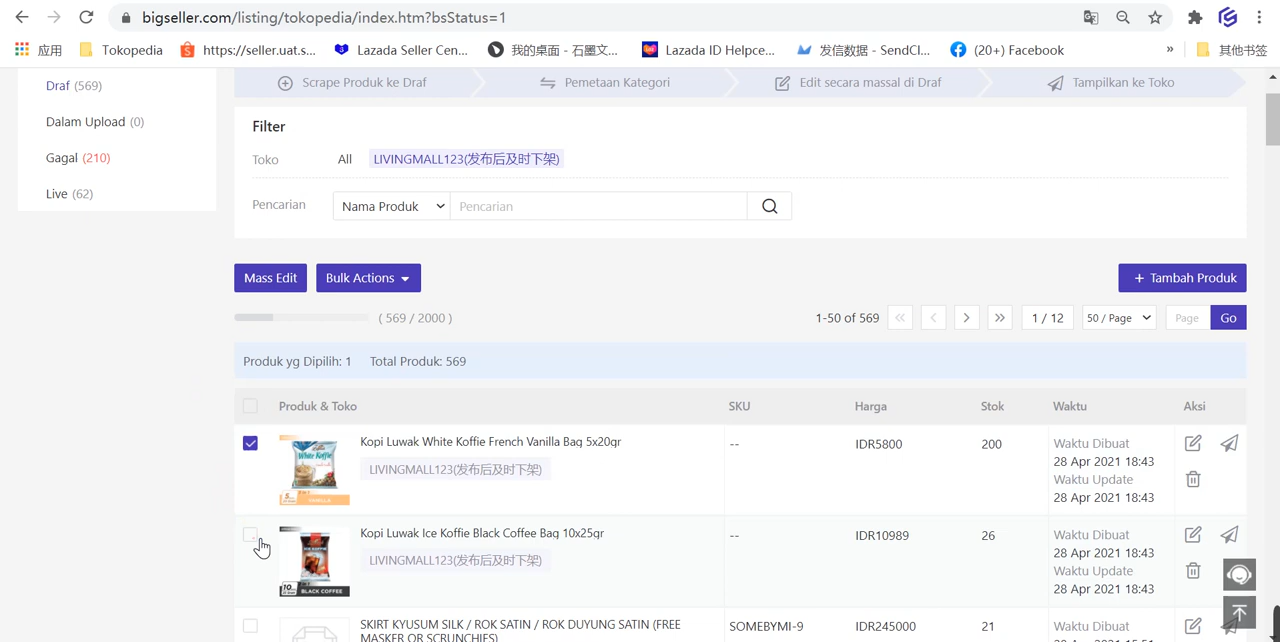 bigseller.com/listing/tokopedia/index.htm?bsStatus=1
应用 Tokopedia https://seller.uat.s... Lazada Seller Cen... 我的桌面 - 石墨文... Lazada ID Helpce... 发信数据 - SendCl... (20+) Facebook » 其他书签
Draf (569)
Dalam Upload (0)
Gagal (210)
Live (62)
Scrape Produk ke Draf Pemetaan Kategori Edit secara massal di Draf Tampilkan ke Toko
Filter
Toko All LIVINGMALL123(发布后及时下架)
Pencarian Nama Produk Pencarian
Mass Edit Bulk Actions + Tambah Produk
( 569 / 2000 ) 1-50 of 569 1 / 12 50 / Page Page Go
Produk yg Dipilih: 1 Total Produk: 569
Produk & Toko SKU Harga Stok Waktu Aksi
Kopi Luwak White Koffie French Vanilla Bag 5x20gr
LIVINGMALL123(发布后及时下架)
-- IDR5800 200
Waktu Dibuat
28 Apr 2021 18:43
Waktu Update
28 Apr 2021 18:43
Kopi Luwak Ice Koffie Black Coffee Bag 10x25gr
LIVINGMALL123(发布后及时下架)
-- IDR10989 26
Waktu Dibuat
28 Apr 2021 18:43
Waktu Update
28 Apr 2021 18:43
BLACK COFFEE
SKIRT KYUSUM SILK / ROK SATIN / ROK DUYUNG SATIN (FREE
MASKER OR SCRUNCHIES)
SOMEBYMI-9 IDR245000 21
Waktu Dibuat